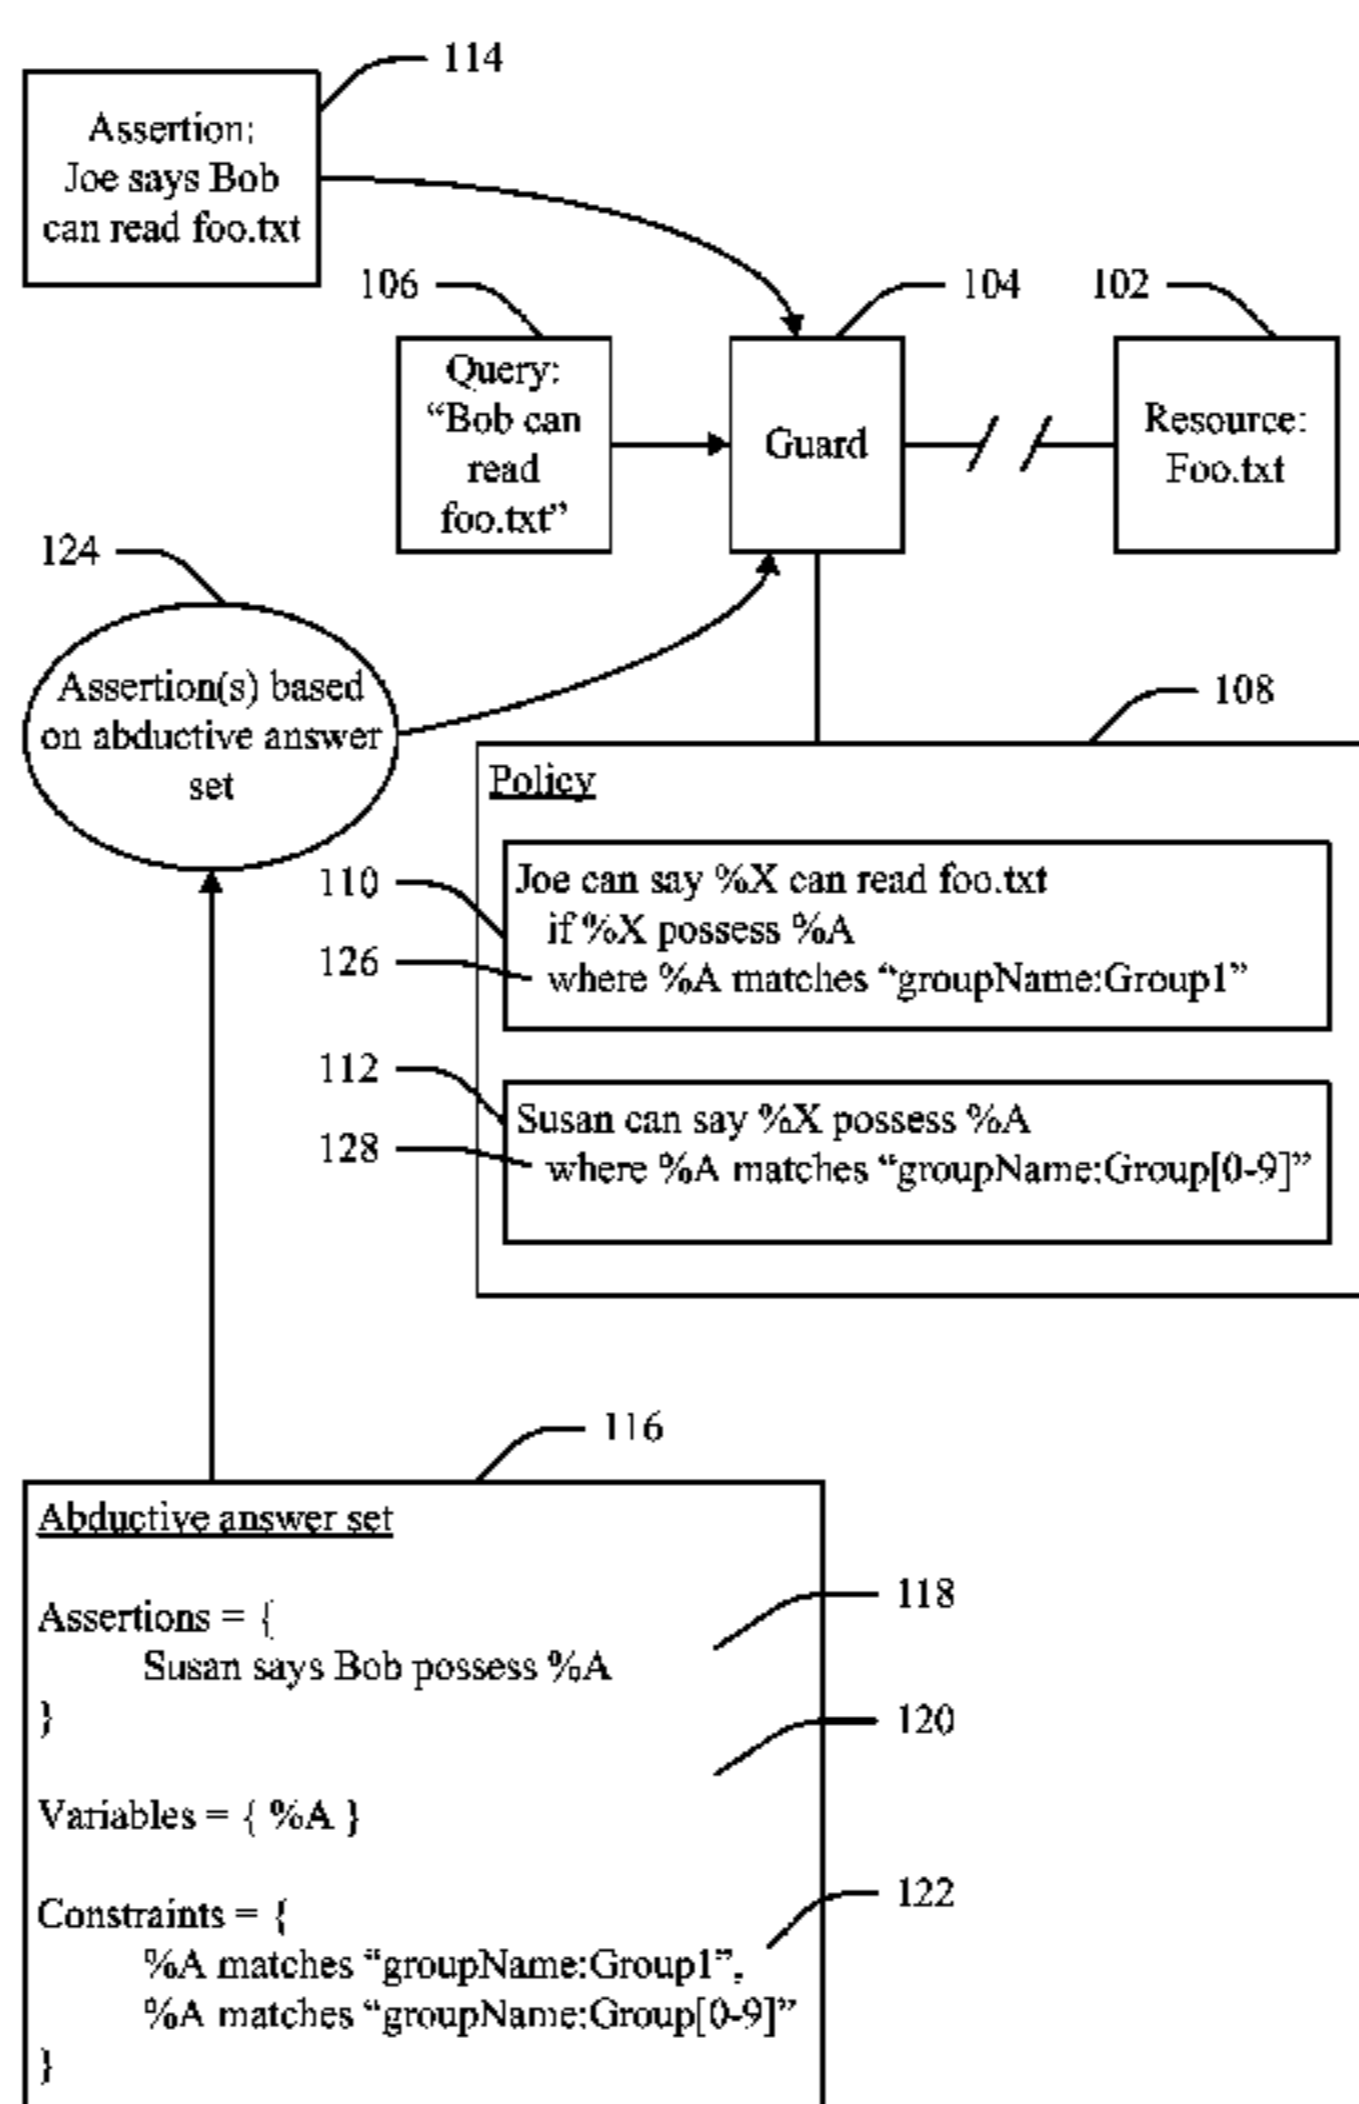 114
Assertion:
Joe says Bob
can read foo.txt
106
104
102
Query:
“Bob can
read
foo.txt”
Guard
Resource:
Foo.txt
124
Assertion(s) based
on abductive answer
set
108
Policy
110
Joe can say %X can read foo.txt
if %X possess %A
126
where %A matches “groupName:Group1”
112
Susan can say %X possess %A
128
where %A matches “groupName:Group[0-9]”
116
Abductive answer set
118
Assertions = {
Susan says Bob possess %A
}
120
Variables = { %A }
122
Constraints = {
%A matches “groupName:Group1”,
%A matches “groupName:Group[0-9]”
}